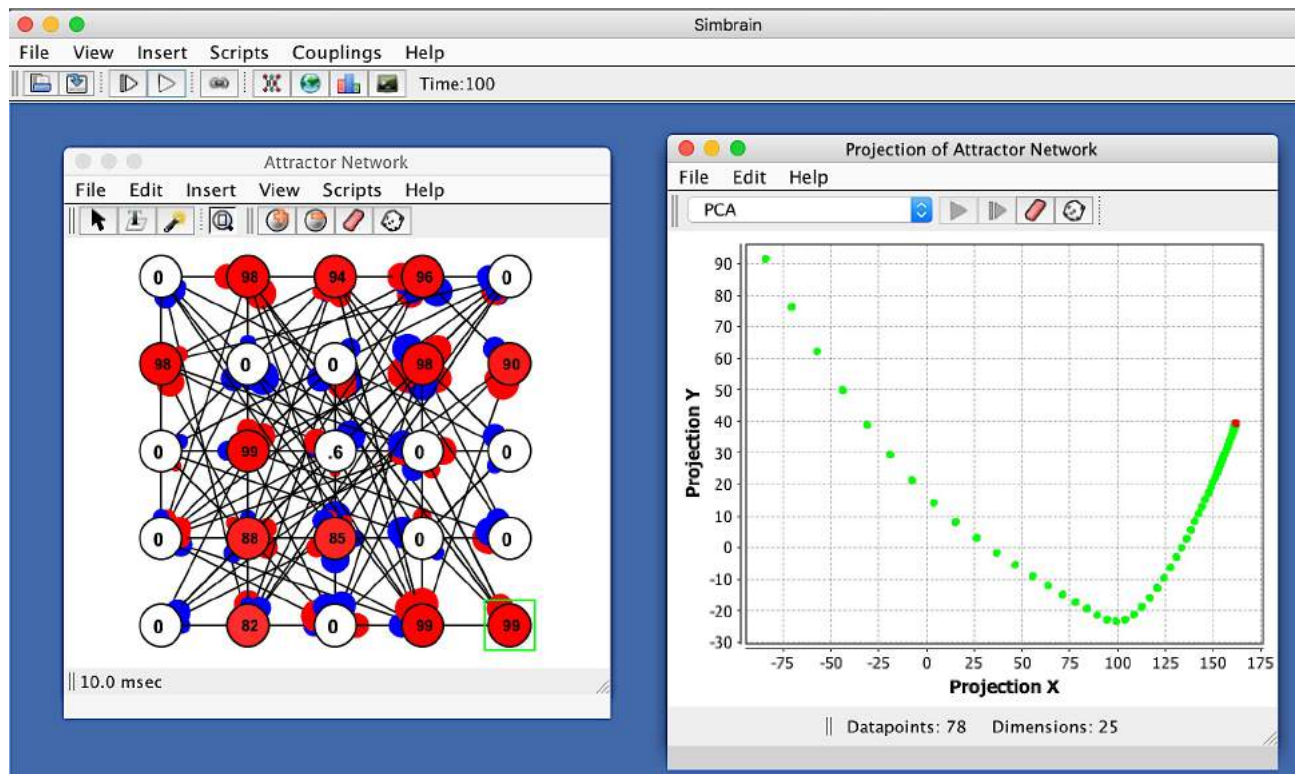 Simbrain
File View Insert Scripts Couplings Help
Time:100
Attractor Network
File Edit Insert View Scripts Help
0 98 94 96 0
98 0 0 98 90
0 99 .6 0 0
0 88 85 0 0
0 82 0 99 99
10.0 msec
Projection of Attractor Network
File Edit Help
PCA
90
80
70
60
50
40
30
20
10
0
-10
-20
-30
Projection Y
-75 -50 -25 0 25 50 75 100 125 150 175
Projection X
Datapoints: 78 Dimensions: 25